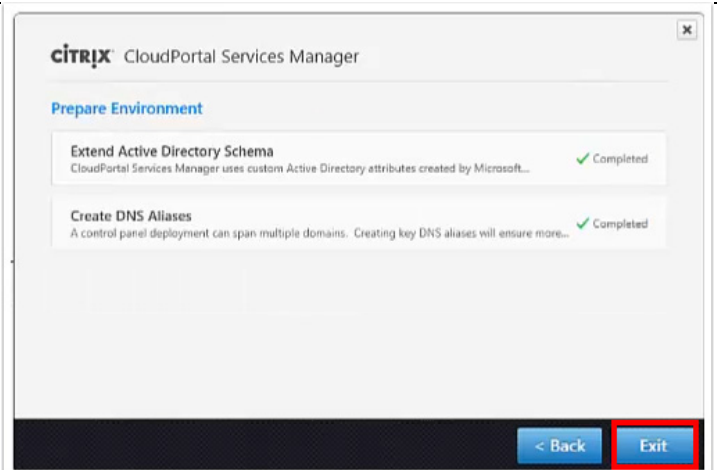 CİTRIX CloudPortal Services Manager
Prepare Environment
Extend Active Directory Schema
CloudPortal Services Manager uses custom Active Directory attributes created by Microsoft...
Completed
Create DNS Aliases
A control panel deployment can span multiple domains. Creating key DNS aliases will ensure more...
Completed
< Back
Exit